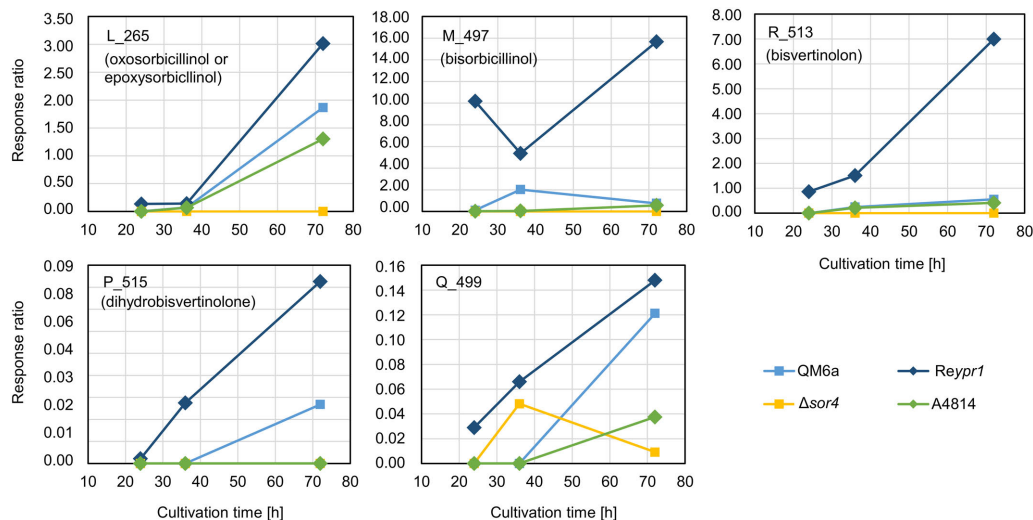 L_265
(oxosorbicillinol or
epoxysorbicillinol)
Response ratio
3.50
3.00
2.50
2.00
1.50
1.00
0.50
0.00
10 20 30 40 50 60 70 80
M_497
(bisorbicillinol)
18.00
16.00
14.00
12.00
10.00
8.00
6.00
4.00
2.00
0.00
10 20 30 40 50 60 70 80
R_513
(bisvertinolon)
8.00
7.00
6.00
5.00
4.00
3.00
2.00
1.00
0.00
10 20 30 40 50 60 70 80
Cultivation time [h]
P_515
(dihydrobisvertinolone)
Response ratio
0.09
0.08
0.06
0.04
0.03
0.02
0.01
0.00
10 20 30 40 50 60 70 80
Cultivation time [h]
Q_499
0.16
0.14
0.12
0.10
0.08
0.06
0.04
0.02
0.00
10 20 30 40 50 60 70 80
Cultivation time [h]
QM6a
Reypr1
Δsor4
A4814